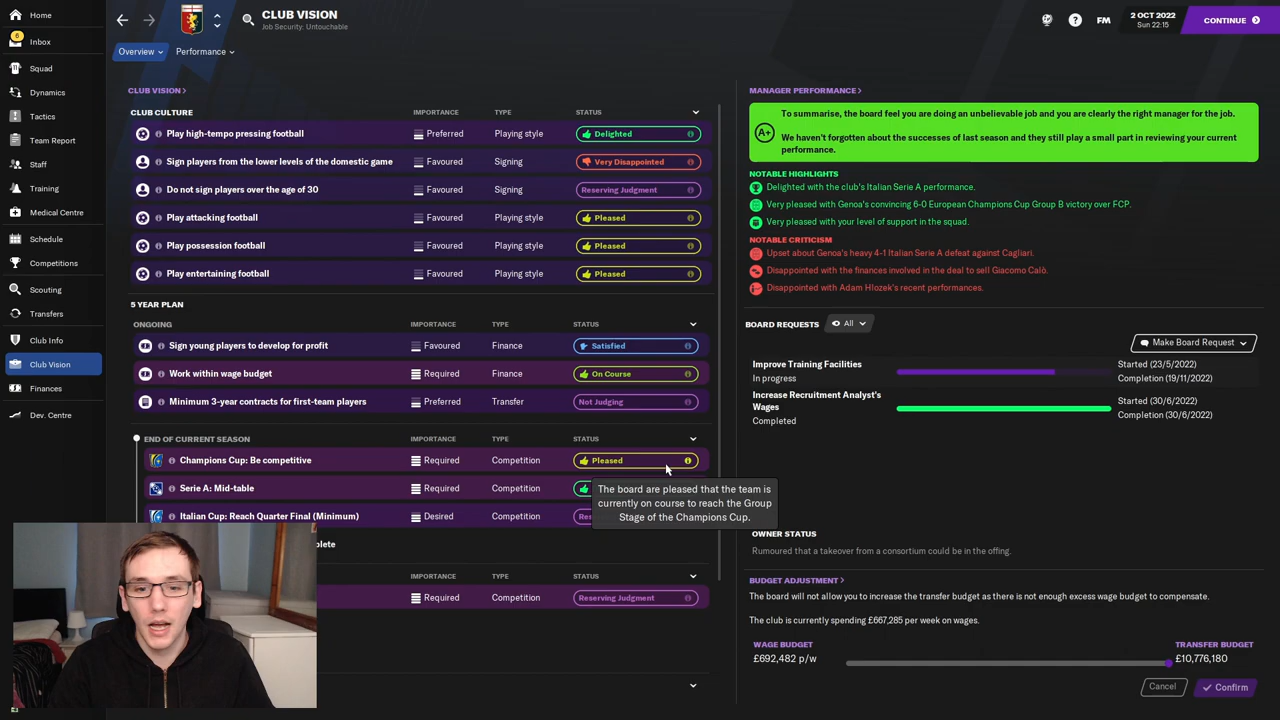 Home
6
Inbox
Squad
Dynamics
Tactics
Team Report
Staff
Training
Medical Centre
Schedule
Competitions
Scouting
Transfers
Club Info
Club Vision
Finances
Dev. Centre
CLUB VISION
Job Security: Untouchable
?
FM
2 OCT 2022
Sun 22:15
CONTINUE
Overview
Performance
CLUB VISION >
CLUB CULTURE IMPORTANCE TYPE STATUS
Play high-tempo pressing football Preferred Playing style Delighted
Sign players from the lower levels of the domestic game Favoured Signing Very Disappointed
Do not sign players over the age of 30 Favoured Signing Reserving Judgment
Play attacking football Favoured Playing style Pleased
Play possession football Favoured Playing style Pleased
Play entertaining football Favoured Playing style Pleased
5 YEAR PLAN
ONGOING IMPORTANCE TYPE STATUS
Sign young players to develop for profit Favoured Finance Satisfied
Work within wage budget Required Finance On Course
Minimum 3-year contracts for first-team players Preferred Transfer Not Judging
END OF CURRENT SEASON IMPORTANCE TYPE STATUS
Champions Cup: Be competitive Required Competition Pleased
Serie A: Mid-table Required Competition
Italian Cup: Reach Quarter Final (Minimum) Desired Competition
The board are pleased that the team is
currently on course to reach the Group
Stage of the Champions Cup.
IMPORTANCE TYPE STATUS
Required Competition Reserving Judgment
MANAGER PERFORMANCE >
A+
To summarise, the board feel you are doing an unbelievable job and you are clearly the right manager for the job.
We haven't forgotten about the successes of last season and they still play a small part in reviewing your current
performance.
NOTABLE HIGHLIGHTS
Delighted with the club's Italian Serie A performance.
Very pleased with Genoa's convincing 6-0 European Champions Cup Group B victory over FCP.
Very pleased with your level of support in the squad.
NOTABLE CRITICISM
Upset about Genoa's heavy 4-1 Italian Serie A defeat against Cagliari.
Disappointed with the finances involved in the deal to sell Giacomo Calò.
Disappointed with Adam Hlozek's recent performances.
BOARD REQUESTS All
Make Board Request
Improve Training Facilities Started (23/5/2022)
In progress Completion (19/11/2022)
Increase Recruitment Analyst's Started (30/6/2022)
Wages Completion (30/6/2022)
Completed
OWNER STATUS
Rumoured that a takeover from a consortium could be in the offing.
BUDGET ADJUSTMENT >
The board will not allow you to increase the transfer budget as there is not enough excess wage budget to compensate.
The club is currently spending £667,285 per week on wages.
WAGE BUDGET TRANSFER BUDGET
£692,482 p/w £10,776,180
Cancel Confirm